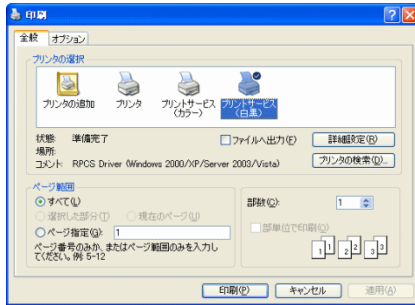 印刷
全般 オプション
プリンタの選択
プリンタの追加 プリンタ プリントサービス プリントサービス
(カラー) (白黒)
状態: 準備完了 ファイルへ出力(F) 詳細設定(R)
場所:
コメント: RPCS Driver (Windows 2000/XP/Server 2003/Vista) プリンタの検索(D)...
ページ範囲
すべて(L) 部数(C): 1
選択した部分(T) 現在のページ(U) 部単位で印刷(O)
ページ指定(G): 1
ページ番号のみか、またはページ範囲のみを入力し
てください。例: 5-12
1 1 2 2 3 3
印刷(P) キャンセル 適用(A)